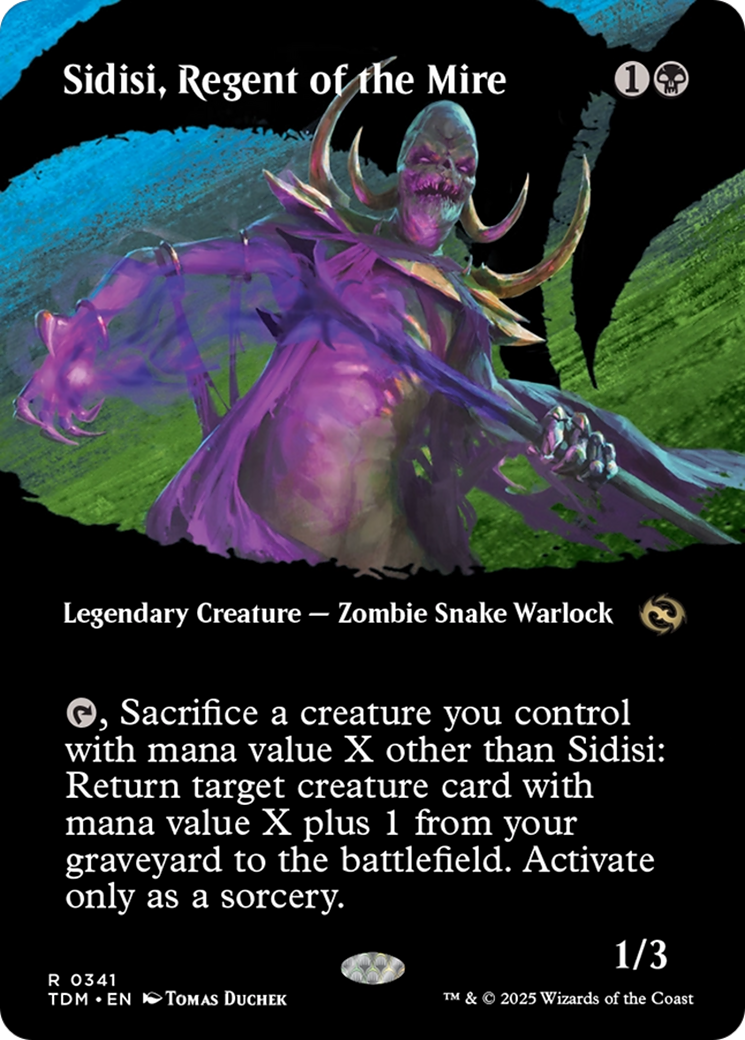 Sidisi, Regent of the Mire 1
Legendary Creature — Zombie Snake Warlock
, Sacrifice a creature you control
with mana value X other than Sidisi:
Return target creature card with
mana value X plus 1 from your
graveyard to the battlefield. Activate
only as a sorcery.
1/3
R 0341
TDM • EN Tomas Duchek
™ & © 2025 Wizards of the Coast